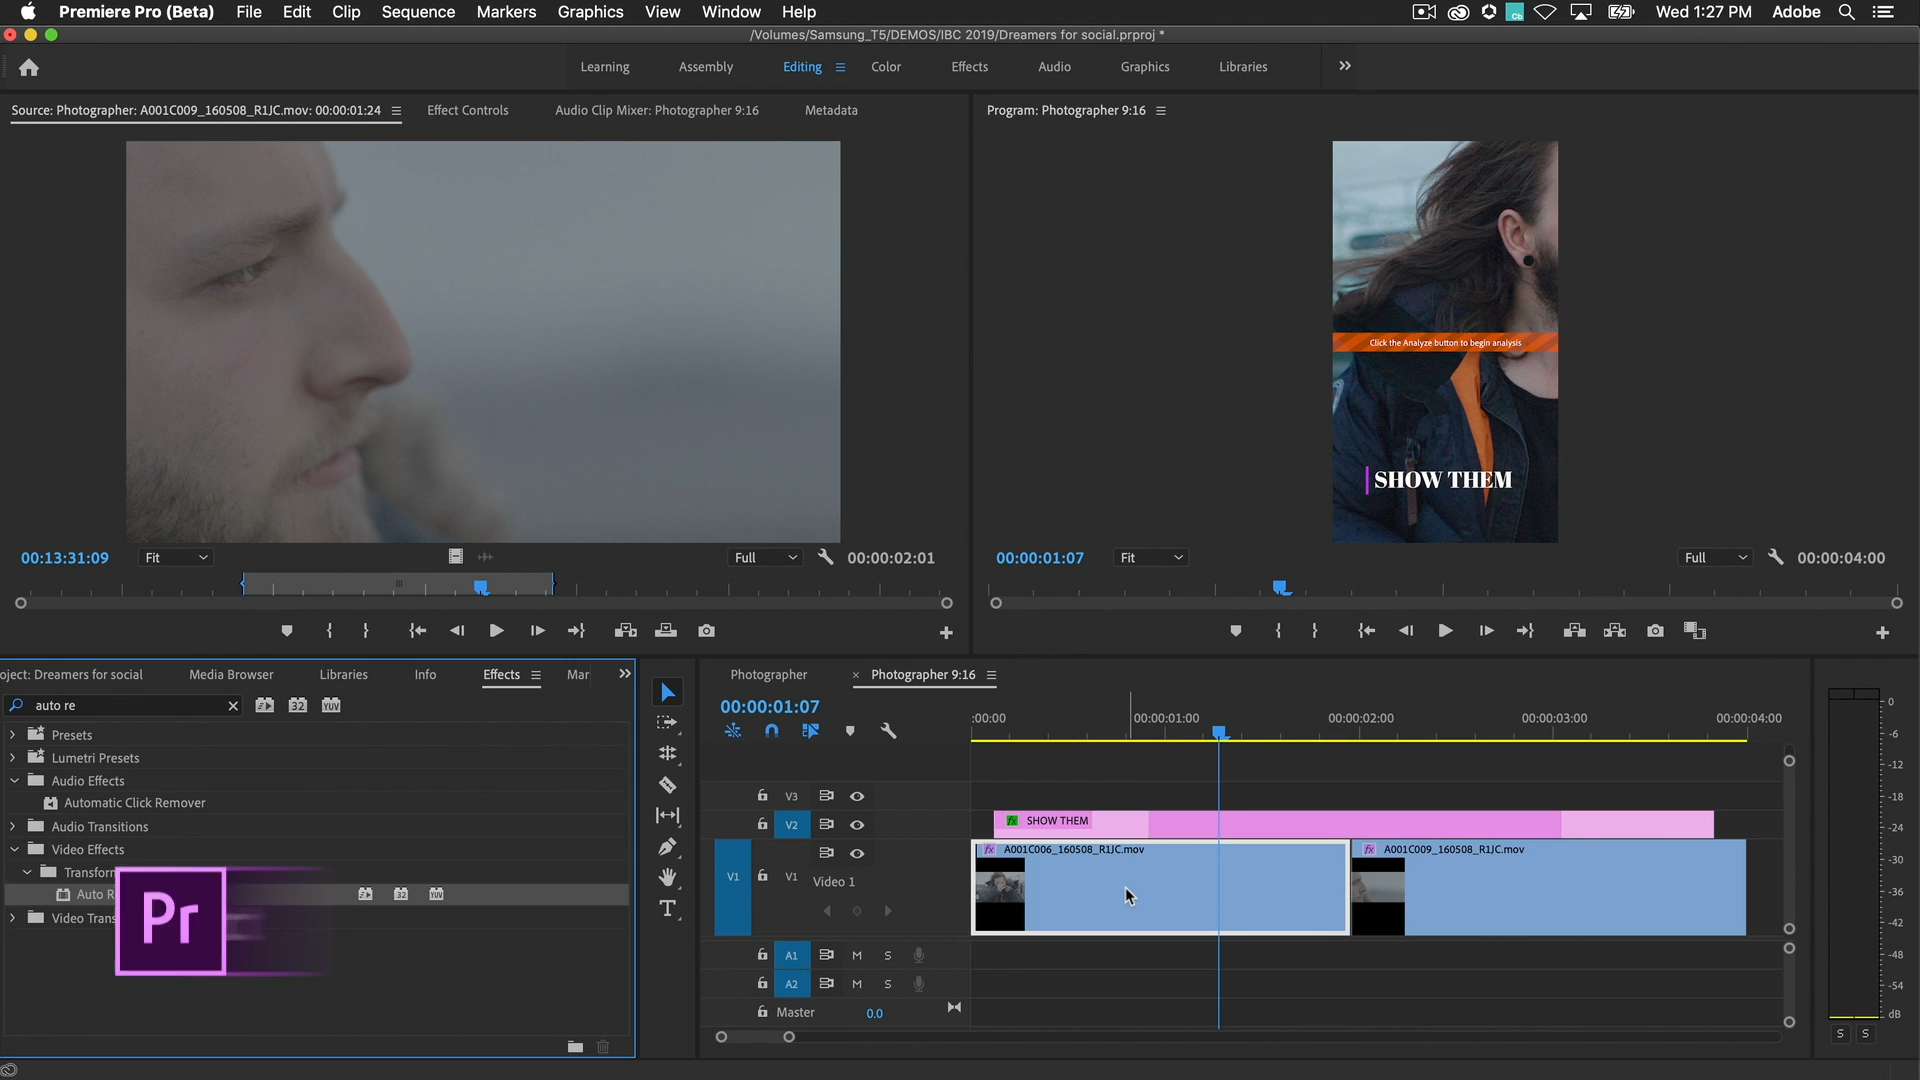 Premiere Pro (Beta) File Edit Clip Sequence Markers Graphics View Window Help Cb Wed 1:27 PM Adobe
/Volumes/Samsung_T5/DEMOS/IBC 2019/Dreamers for social.prproj *
Learning Assembly Editing Color Effects Audio Graphics Libraries
Source: Photographer: A001C009_160508_R1JC.mov: 00:00:01:24 Effect Controls Audio Clip Mixer: Photographer 9:16 Metadata
Program: Photographer 9:16
Click the Analyze button to begin analysis
SHOW THEM
00:13:31:09 Fit Full 00:00:02:01
00:00:01:07 Fit Full 00:00:04:00
oject: Dreamers for social Media Browser Libraries Info Effects Mar
auto re 32 YUV
Presets
Lumetri Presets
Audio Effects
Automatic Click Remover
Audio Transitions
Video Effects
Transforr
Auto R 32 YUV
Video Trans
Pr
Photographer Photographer 9:16
00:00:01:07
:00:00 00:00:01:00 00:00:02:00 00:00:03:00 00:00:04:00
V3
V2 SHOW THEM
V1 V1 Video 1
A001C006_160508_R1JC.mov A001C009_160508_R1JC.mov
A1 M S
A2 M S
Master 0.0
0
-6
-12
-18
-24
-30
-36
-42
-48
-54
dB
S S